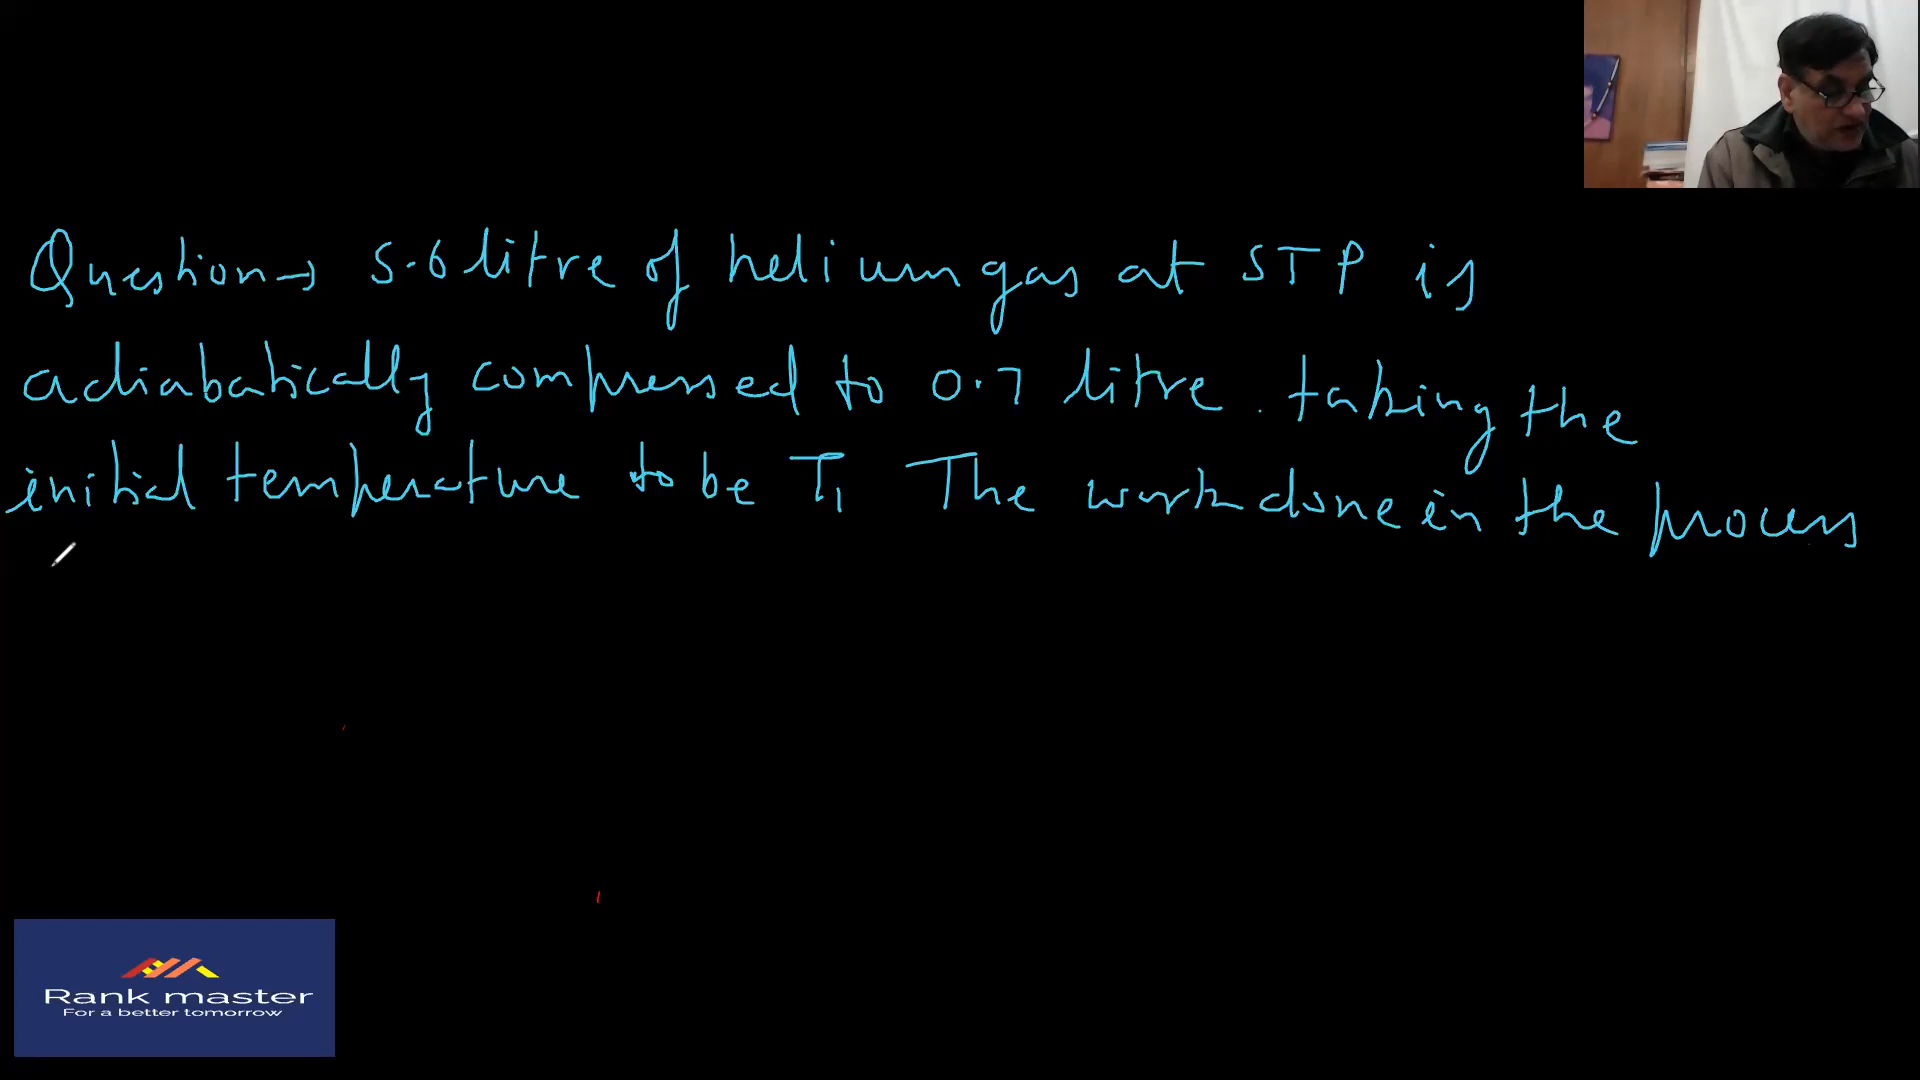 Question → 5.6 litre of helium gas at STP is
adiabatically compressed to 0.7 litre. taking the
initial temperature to be T₁ The work done in the process
Rank master
For a better tomorrow